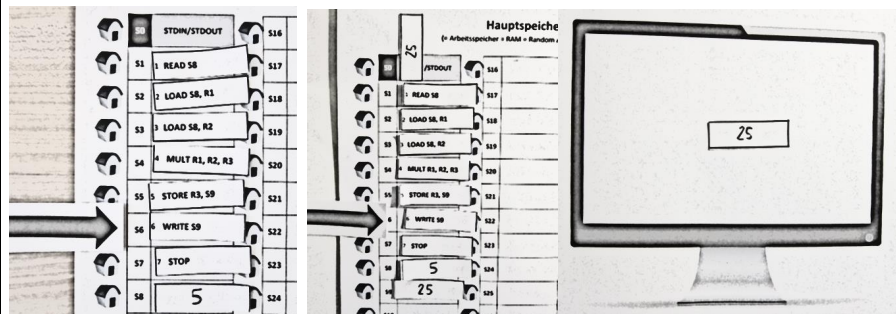 S0 STDIN/STDOUT S16
S1 1 READ S8 S17
S2 2 LOAD S8, R1 S18
S3 3 LOAD S8, R2 S19
S4 4 MULT R1, R2, R3 S20
S5 5 STORE R3, S9 S21
S6 6 WRITE S9 S22
S7 7 STOP S23
S8 5 S24
Hauptspeiche
(= Arbeitsspeicher = RAM = Random
25
S0 /STDOUT S16
S1 1 READ S8 S17
S2 2 LOAD S8, R1 S18
S3 3 LOAD S8, R2 S19
S4 4 MULT R1, R2, R3 S20
S5 5 STORE R3, S9 S21
6 6 WRITE S9 S22
S7 7 STOP S23
S8 5 S24
25 S25
25